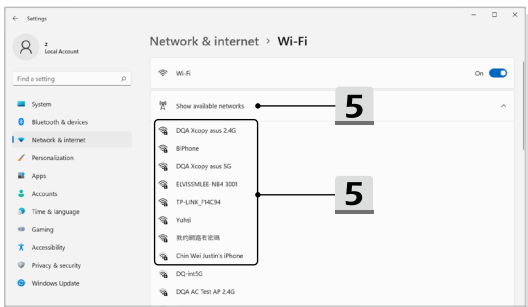 Settings
z
Local Account
Find a setting
System
Bluetooth & devices
Network & internet
Personalization
Apps
Accounts
Time & language
Gaming
Accessibility
Privacy & security
Windows Update
Network & internet > Wi-Fi
Wi-Fi
On
Show available networks
5
DQA Xcopy asus 2.4G
BiPhone
DQA Xcopy asus 5G
ELVISSMLEE-NB4 3001
TP-LINK_F14C94
5
Yuhsi
我的網路有密碼
Chin Wei Justin's iPhone
DQ-int5G
DQA AC Test AP 2.4G